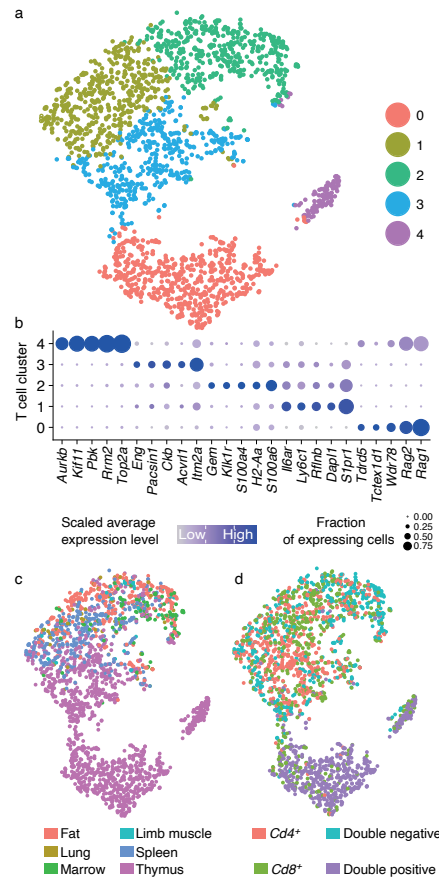 a
0
1
2
3
4
b
T cell cluster
4
3
2
1
0
Aurkb
Kif11
Pbk
Rrm2
Top2a
Eng
Pacsin1
Ckb
Acvrl1
Itm2a
Gem
Klk1r
S100a4
H2-Aa
S100a6
Il6ar
Ly6c1
Rflnb
Dapl1
S1pr1
Tdrd5
Tctex1d1
Wdr78
Rag2
Rag1
Scaled average
expression level
Low High
Fraction
of expressing cells
0.00
0.25
0.50
0.75
c
d
Fat Limb muscle
Lung Spleen
Marrow Thymus
Cd4+ Double negative
Cd8+ Double positive